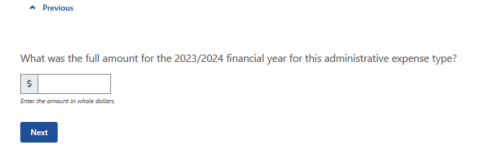 Previous
What was the full amount for the 2023/2024 financial year for this administrative expense type?
$
Enter the amount in whole dollars.
Next